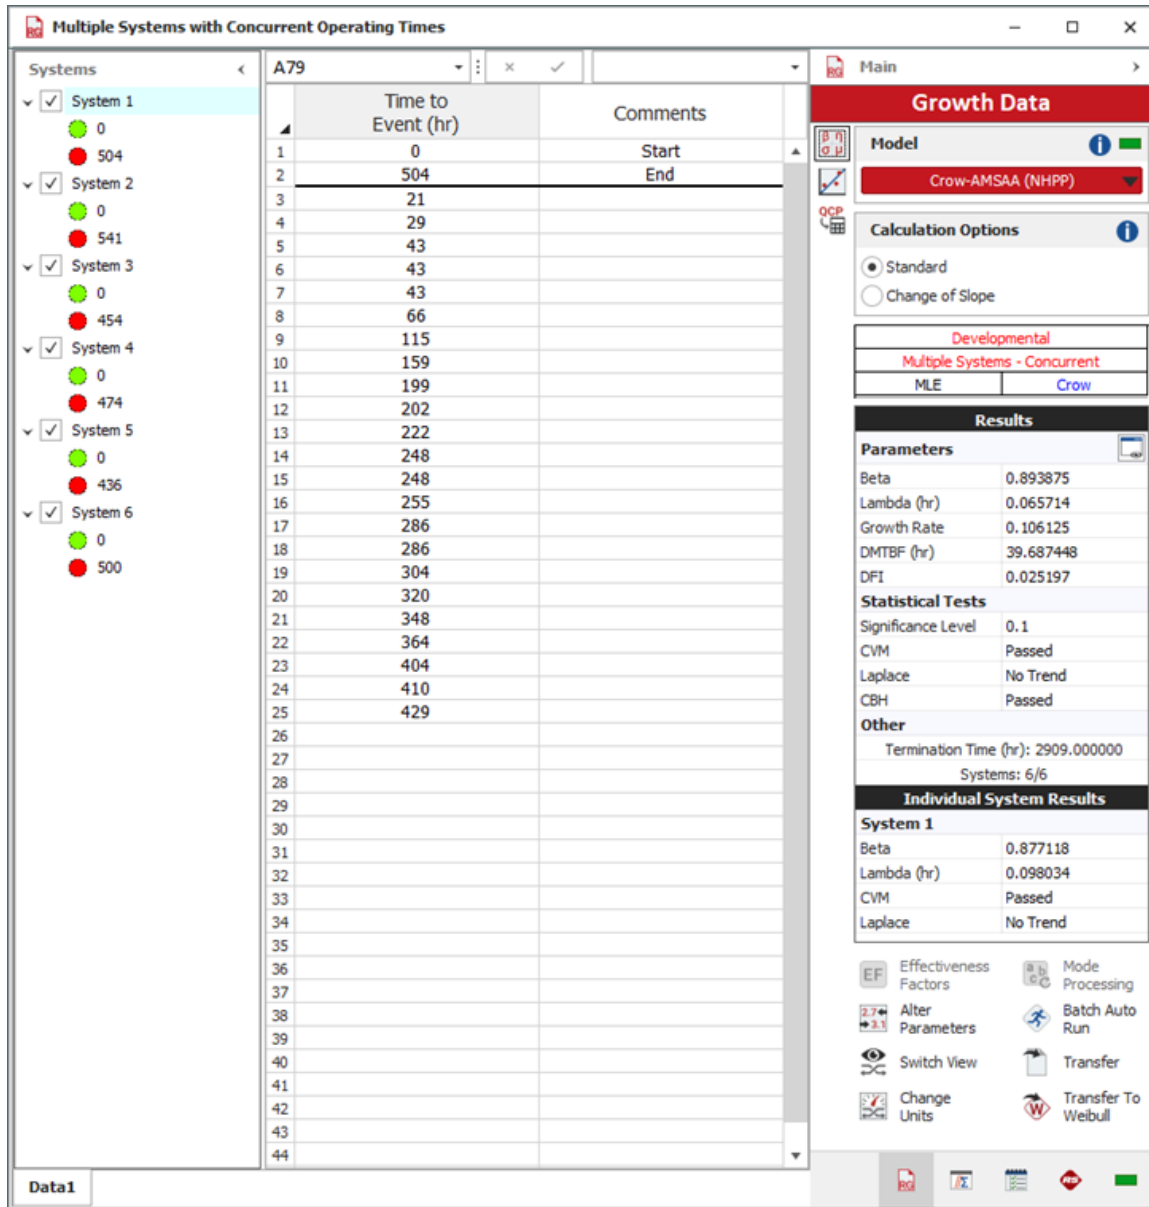 Multiple Systems with Concurrent Operating Times
Systems
System 1
0
504
System 2
0
541
System 3
0
454
System 4
0
474
System 5
0
436
System 6
0
500
A79
Time to Event (hr) Comments
1 0 Start
2 504 End
3 21
4 29
5 43
6 43
7 43
8 66
9 115
10 159
11 199
12 202
13 222
14 248
15 248
16 255
17 286
18 286
19 304
20 320
21 348
22 364
23 404
24 410
25 429
26
27
28
29
30
31
32
33
34
35
36
37
38
39
40
41
42
43
44
Data1
RG Main
Growth Data
β η
σ μ
QCP
Model
Crow-AMSAA (NHPP)
Calculation Options
Standard
Change of Slope
Developmental
Multiple Systems - Concurrent
MLE Crow
Results
Parameters
Beta 0.893875
Lambda (hr) 0.065714
Growth Rate 0.106125
DMTBF (hr) 39.687448
DFI 0.025197
Statistical Tests
Significance Level 0.1
CVM Passed
Laplace No Trend
CBH Passed
Other
Termination Time (hr): 2909.000000
Systems: 6/6
Individual System Results
System 1
Beta 0.877118
Lambda (hr) 0.098034
CVM Passed
Laplace No Trend
EF Effectiveness Factors
Mode Processing
2.7 3.1 Alter Parameters
Batch Auto Run
Switch View
Transfer
Change Units
W Transfer To Weibull
RG